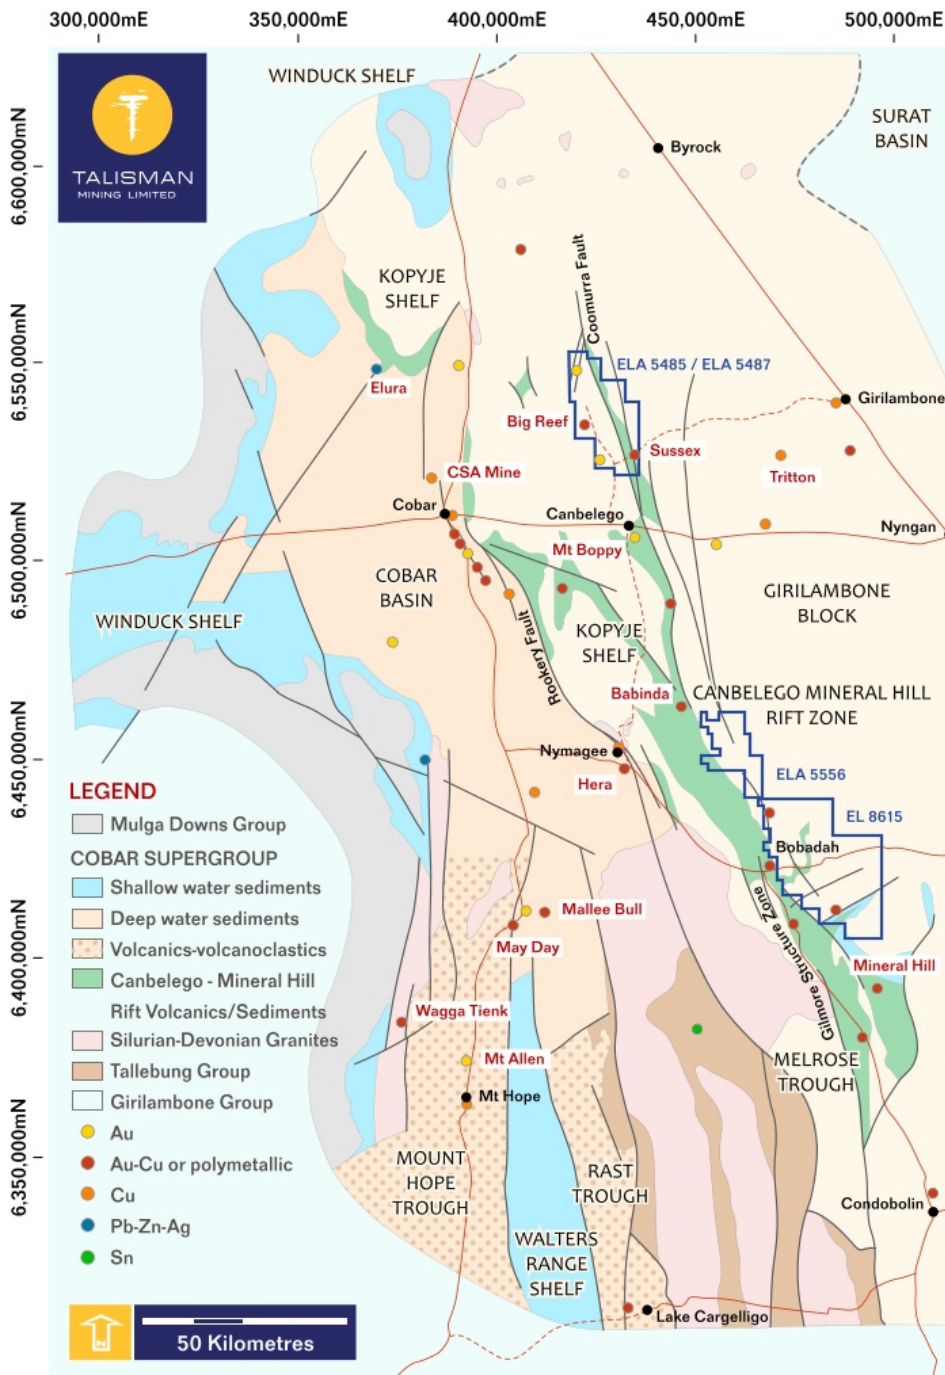 300,000mE
350,000mE
400,000mE
450,000mE
500,000mE
WINDUCK SHELF
SURAT
BASIN
Byrock
6,600,000mN
TALISMAN
MINING LIMITED
KOPYJE
SHELF
Coomurra Fault
6,550,000mN
ELA 5485 / ELA 5487
Elura
Girilambone
Big Reef
Sussex
CSA Mine
Tritton
Cobar
Canbelego
Nyngan
Mt Boppy
6,500,000mN
COBAR
BASIN
GIRILAMBONE
BLOCK
WINDUCK SHELF
KOPYJE
SHELF
Rookery Fault
Babinda
CANBELEGO MINERAL HILL
RIFT ZONE
6,450,000mN
Nymagee
Hera
ELA 5556
EL 8615
Bobadah
LEGEND
Mulga Downs Group
COBAR SUPERGROUP
Shallow water sediments
Deep water sediments
Volcanics-volcanoclastics
Canbelego - Mineral Hill
Rift Volcanics/Sediments
Silurian-Devonian Granites
Tallebung Group
Girilambone Group
Au
Au-Cu or polymetallic
Cu
Pb-Zn-Ag
Sn
Mallee Bull
May Day
Gilmore Structure Zone
Mineral Hill
6,400,000mN
Wagga Tienk
Mt Allen
Mt Hope
MELROSE
TROUGH
6,350,000mN
MOUNT
HOPE
TROUGH
RAST
TROUGH
Condobolin
WALTERS
RANGE
SHELF
Lake Cargelligo
N
50 Kilometres